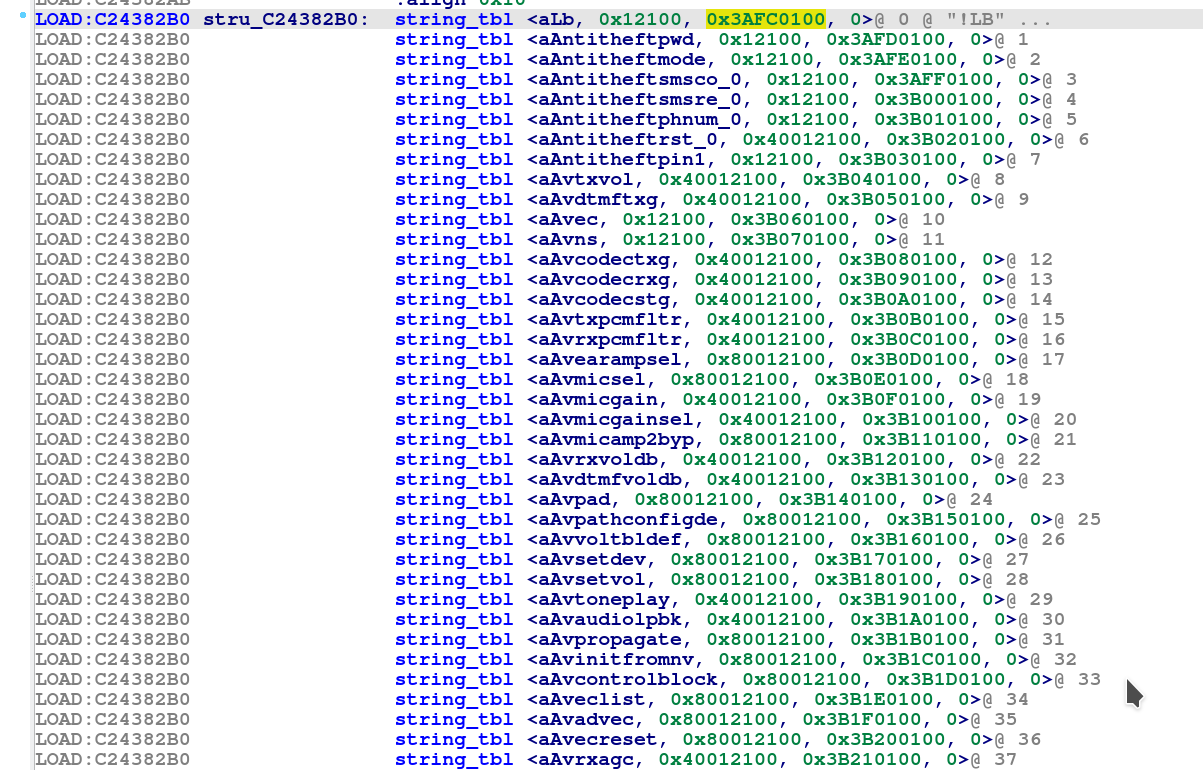 LOAD:C24382AB .align 0x10
LOAD:C24382B0 stru_C24382B0: string_tbl <aLb, 0x12100, 0x3AFC0100, 0>@ 0 @ "!LB" ...
LOAD:C24382B0 string_tbl <aAntitheftpwd, 0x12100, 0x3AFD0100, 0>@ 1
LOAD:C24382B0 string_tbl <aAntitheftmode, 0x12100, 0x3AFE0100, 0>@ 2
LOAD:C24382B0 string_tbl <aAntitheftsmsco_0, 0x12100, 0x3AFF0100, 0>@ 3
LOAD:C24382B0 string_tbl <aAntitheftsmsre_0, 0x12100, 0x3B000100, 0>@ 4
LOAD:C24382B0 string_tbl <aAntitheftphnum_0, 0x12100, 0x3B010100, 0>@ 5
LOAD:C24382B0 string_tbl <aAntitheftrst_0, 0x40012100, 0x3B020100, 0>@ 6
LOAD:C24382B0 string_tbl <aAntitheftpin1, 0x12100, 0x3B030100, 0>@ 7
LOAD:C24382B0 string_tbl <aAvtxvol, 0x40012100, 0x3B040100, 0>@ 8
LOAD:C24382B0 string_tbl <aAvdtmftxg, 0x40012100, 0x3B050100, 0>@ 9
LOAD:C24382B0 string_tbl <aAvec, 0x12100, 0x3B060100, 0>@ 10
LOAD:C24382B0 string_tbl <aAvns, 0x12100, 0x3B070100, 0>@ 11
LOAD:C24382B0 string_tbl <aAvcodectxg, 0x40012100, 0x3B080100, 0>@ 12
LOAD:C24382B0 string_tbl <aAvcodecrxg, 0x40012100, 0x3B090100, 0>@ 13
LOAD:C24382B0 string_tbl <aAvcodecstg, 0x40012100, 0x3B0A0100, 0>@ 14
LOAD:C24382B0 string_tbl <aAvtxpcmfltr, 0x40012100, 0x3B0B0100, 0>@ 15
LOAD:C24382B0 string_tbl <aAvrxpcmfltr, 0x40012100, 0x3B0C0100, 0>@ 16
LOAD:C24382B0 string_tbl <aAvearampsel, 0x80012100, 0x3B0D0100, 0>@ 17
LOAD:C24382B0 string_tbl <aAvmicsel, 0x80012100, 0x3B0E0100, 0>@ 18
LOAD:C24382B0 string_tbl <aAvmicgain, 0x40012100, 0x3B0F0100, 0>@ 19
LOAD:C24382B0 string_tbl <aAvmicgainsel, 0x40012100, 0x3B100100, 0>@ 20
LOAD:C24382B0 string_tbl <aAvmicamp2byp, 0x80012100, 0x3B110100, 0>@ 21
LOAD:C24382B0 string_tbl <aAvrxvoldb, 0x40012100, 0x3B120100, 0>@ 22
LOAD:C24382B0 string_tbl <aAvdtmfvoldb, 0x40012100, 0x3B130100, 0>@ 23
LOAD:C24382B0 string_tbl <aAvpad, 0x80012100, 0x3B140100, 0>@ 24
LOAD:C24382B0 string_tbl <aAvpathconfigde, 0x80012100, 0x3B150100, 0>@ 25
LOAD:C24382B0 string_tbl <aAvvoltbldef, 0x80012100, 0x3B160100, 0>@ 26
LOAD:C24382B0 string_tbl <aAvsetdev, 0x80012100, 0x3B170100, 0>@ 27
LOAD:C24382B0 string_tbl <aAvsetvol, 0x80012100, 0x3B180100, 0>@ 28
LOAD:C24382B0 string_tbl <aAvtoneplay, 0x40012100, 0x3B190100, 0>@ 29
LOAD:C24382B0 string_tbl <aAvaudiolpbk, 0x40012100, 0x3B1A0100, 0>@ 30
LOAD:C24382B0 string_tbl <aAvpropagate, 0x80012100, 0x3B1B0100, 0>@ 31
LOAD:C24382B0 string_tbl <aAvinitfromnv, 0x80012100, 0x3B1C0100, 0>@ 32
LOAD:C24382B0 string_tbl <aAvcontrolblock, 0x80012100, 0x3B1D0100, 0>@ 33
LOAD:C24382B0 string_tbl <aAveclist, 0x80012100, 0x3B1E0100, 0>@ 34
LOAD:C24382B0 string_tbl <aAvadvec, 0x80012100, 0x3B1F0100, 0>@ 35
LOAD:C24382B0 string_tbl <aAvecreset, 0x80012100, 0x3B200100, 0>@ 36
LOAD:C24382B0 string_tbl <aAvrxagc, 0x40012100, 0x3B210100, 0>@ 37